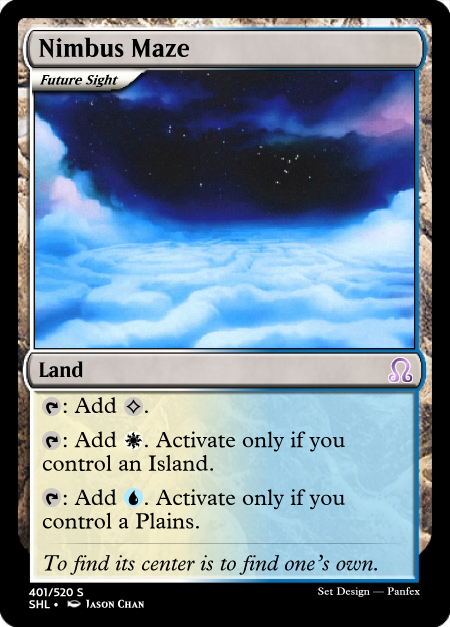 Nimbus Maze
Future Sight
Land
: Add .
: Add . Activate only if you
control an Island.
: Add . Activate only if you
control a Plains.
To find its center is to find one's own.
401/520 S
SHL • Jason Chan
Set Design — Panfex